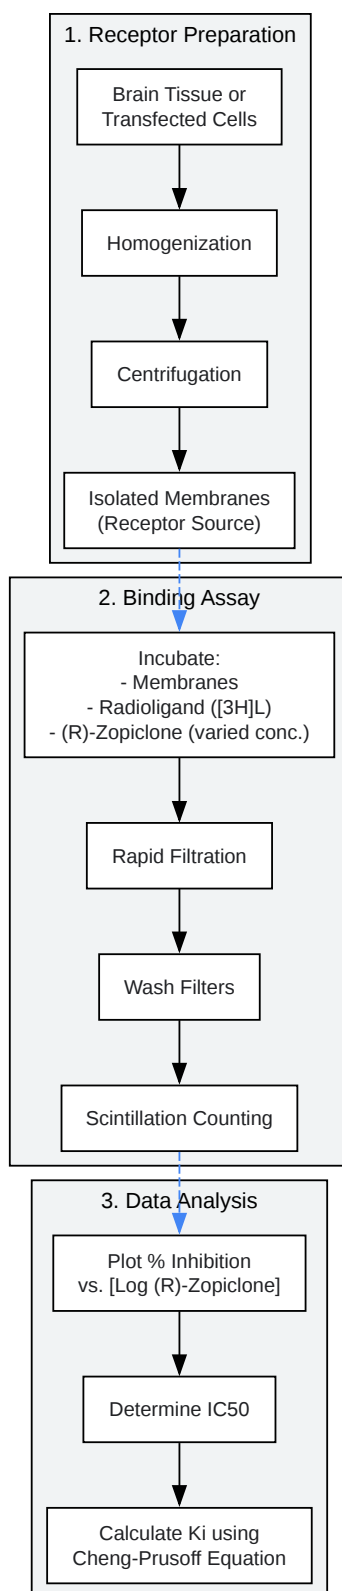 1. Receptor Preparation
Brain Tissue or
Transfected Cells
Homogenization
Centrifugation
Isolated Membranes
(Receptor Source)
2. Binding Assay
Incubate:
- Membranes
- Radioligand ([3H]L)
- (R)-Zopiclone (varied conc.)
Rapid Filtration
Wash Filters
Scintillation Counting
3. Data Analysis
Plot % Inhibition
vs. [Log (R)-Zopiclone]
Determine IC50
Calculate Ki using
Cheng-Prusoff Equation